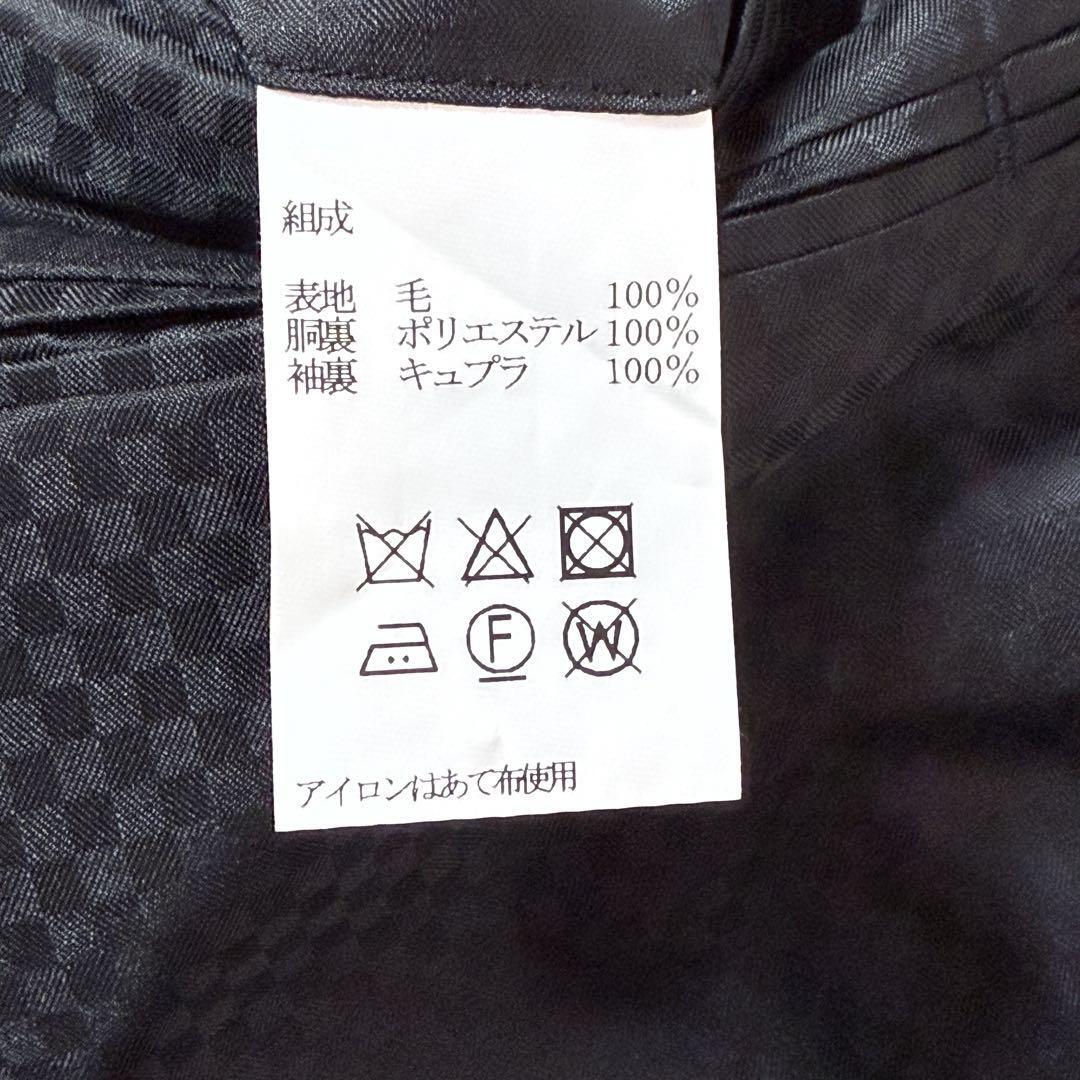 組成
表地 毛 100%
胴裏 ポリエステル 100%
袖裏 キュプラ 100%
F W
アイロンはあて布使用